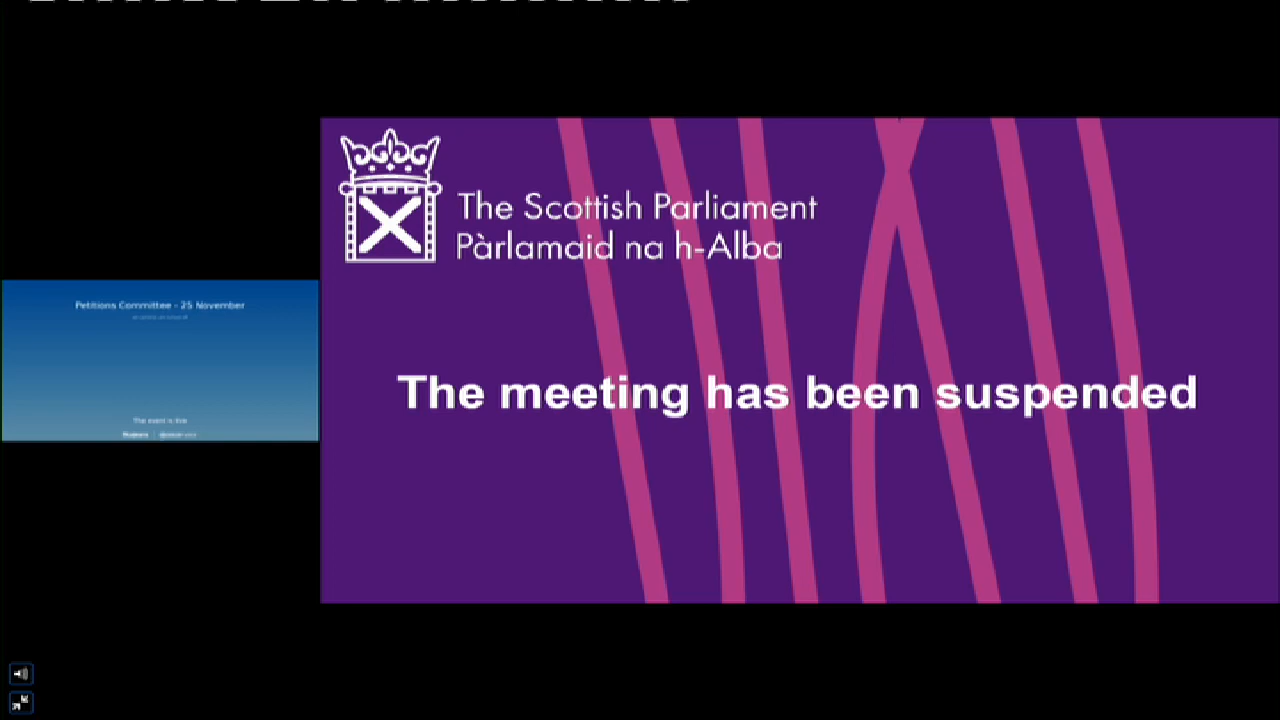 The Scottish Parliament
Pàrlamaid na h-Alba
Petitions Committee - 25 November
The meeting has been suspended
The event is live